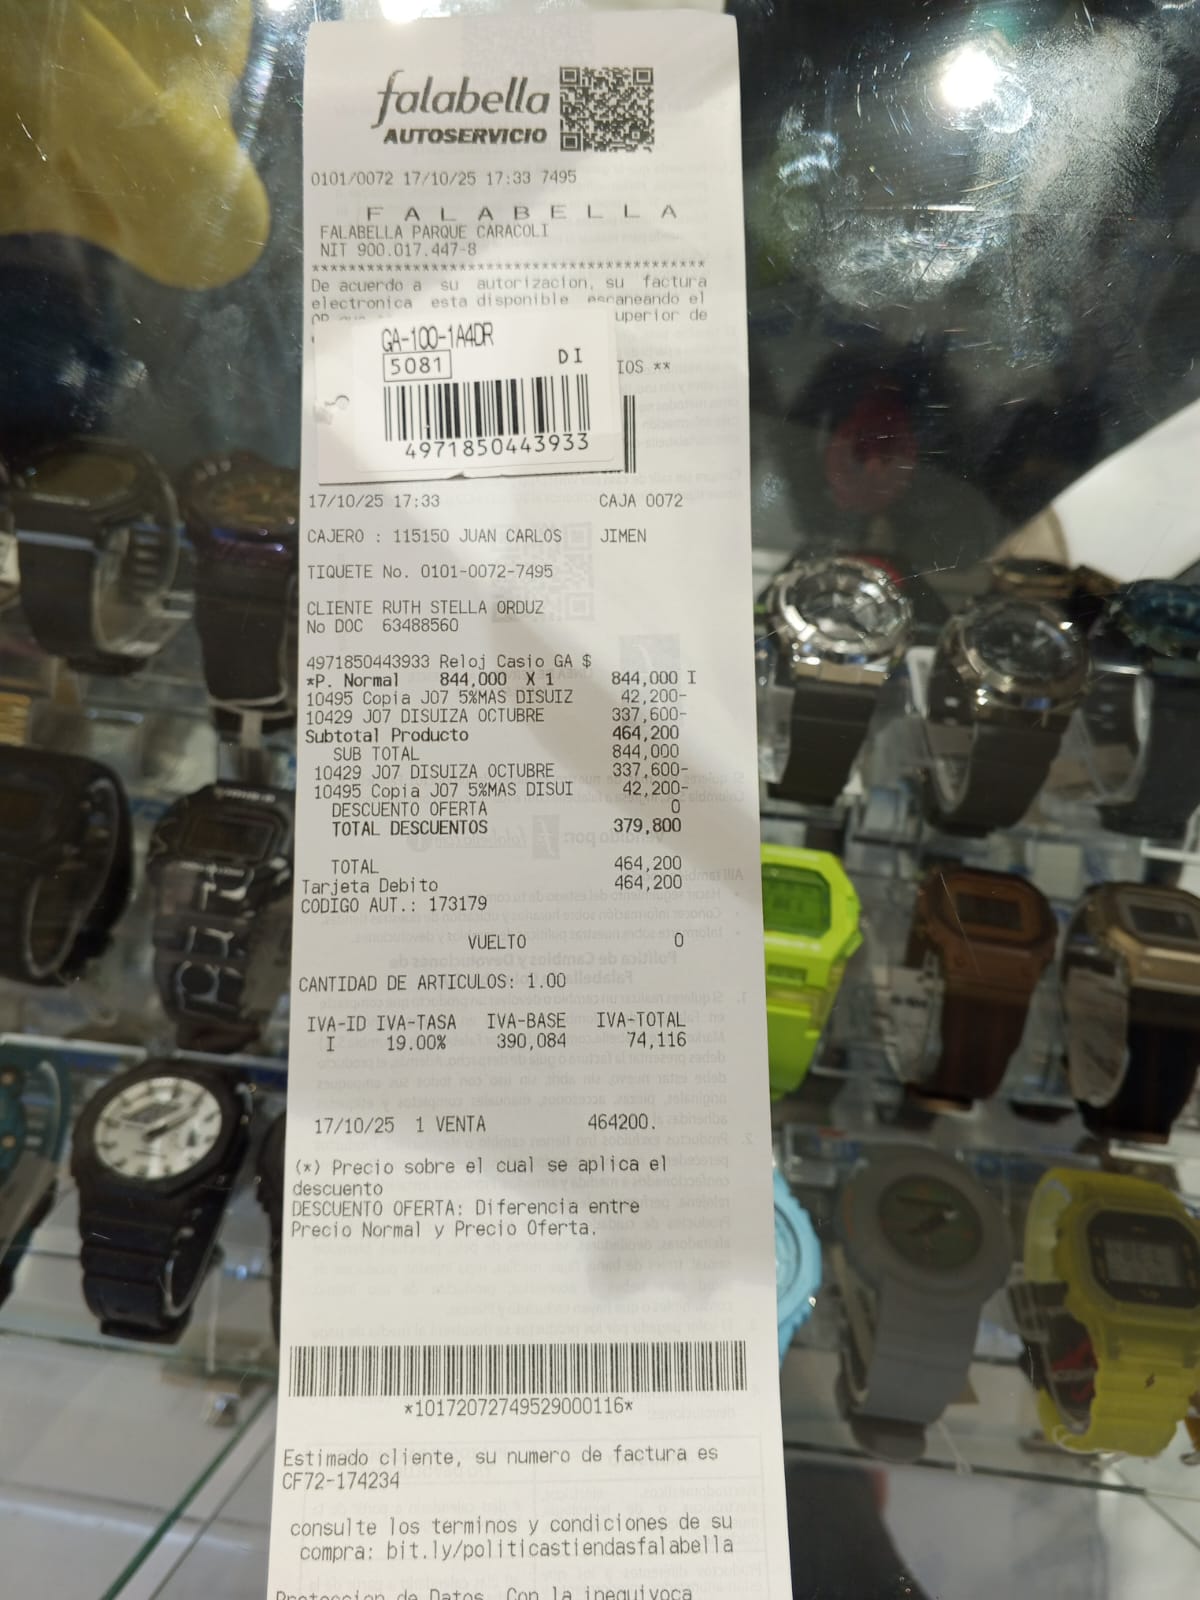 falabella
AUTOSERVICIO
0101/0072 17/10/25 17:33 7495
F A L A B E L L A
FALABELLA PARQUE CARACOLI
NIT 900.017.447-8
******************************************
De acuerdo a su autorizacion, su factura
electronica esta disponible escaneando el
uperior de
GA-100-1A4DR
5081 DI
IOS **
4971850443933
17/10/25 17:33 CAJA 0072
CAJERO : 115150 JUAN CARLOS JIMEN
TIQUETE No. 0101-0072-7495
CLIENTE RUTH STELLA ORDUZ
No DOC 63488560
4971850443933 Reloj Casio GA $
*P. Normal 844,000 X 1 844,000 I
10495 Copia J07 5%MAS DISUIZ 42,200-
10429 J07 DISUIZA OCTUBRE 337,600-
Subtotal Producto 464,200
SUB TOTAL 844,000
10429 J07 DISUIZA OCTUBRE 337,600-
10495 Copia J07 5%MAS DISUI 42,200-
DESCUENTO OFERTA 0
TOTAL DESCUENTOS 379,800
TOTAL 464,200
Tarjeta Debito 464,200
CODIGO AUT.: 173179
VUELTO 0
CANTIDAD DE ARTICULOS: 1.00
IVA-ID IVA-TASA IVA-BASE IVA-TOTAL
I 19.00% 390,084 74,116
17/10/25 1 VENTA 464200.
(*) Precio sobre el cual se aplica el
descuento
DESCUENTO OFERTA: Diferencia entre
Precio Normal y Precio Oferta.
*10172072749529000116*
Estimado cliente, su numero de factura es
CF72-174234
consulte los terminos y condiciones de su
compra: bit.ly/politicastiendasfalabella
Proteccion de Datos. Con la inequivoca